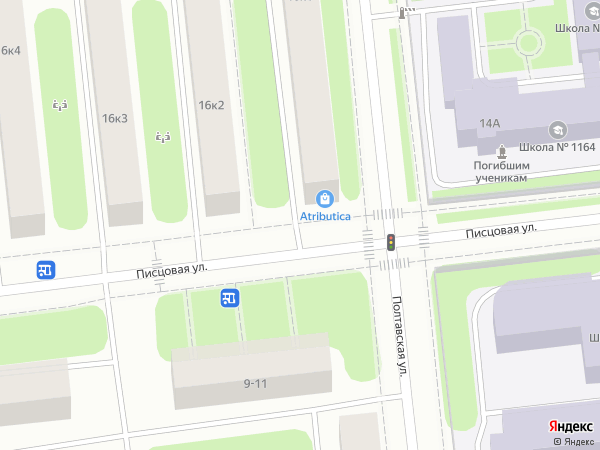 Школа №
16к4
16к2
16к3
14А
Школа № 1164
Погибшим
ученикам
Atributica
Писцовая ул.
Писцовая ул.
Полтавская ул.
9-11
Яндекс
© Яндекс